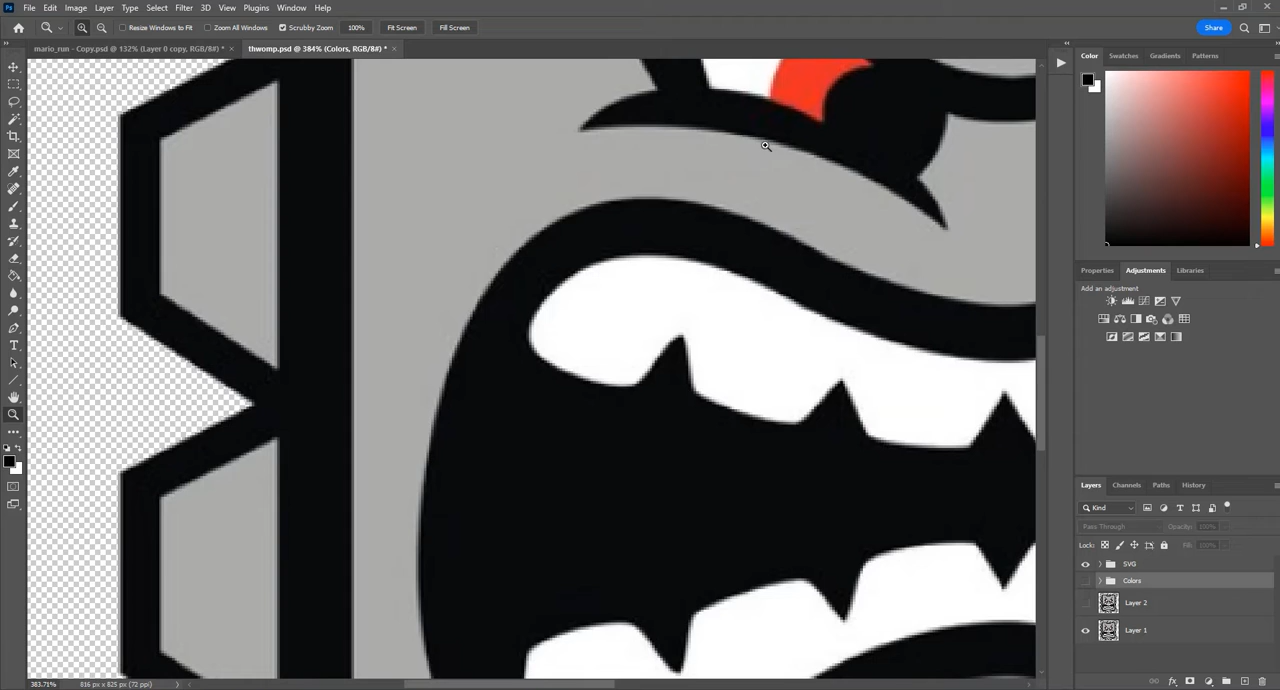 Ps File Edit Image Layer Type Select Filter 3D View Plugins Window Help
Resize Windows to Fit Zoom All Windows Scrubby Zoom 100% Fit Screen Fill Screen Share
mario_run - Copy.psd @ 132% (Layer 0 copy, RGB/8#) * × thwomp.psd @ 384% (Colors, RGB/8#) * ×
Color Swatches Gradients Patterns
Properties Adjustments Libraries
Add an adjustment
Layers Channels Paths History
Kind
Pass Through Opacity: 100%
Lock: Fill: 100%
SVG
Colors
Layer 2
Layer 1
383.71% 816 px x 825 px (72 ppi)